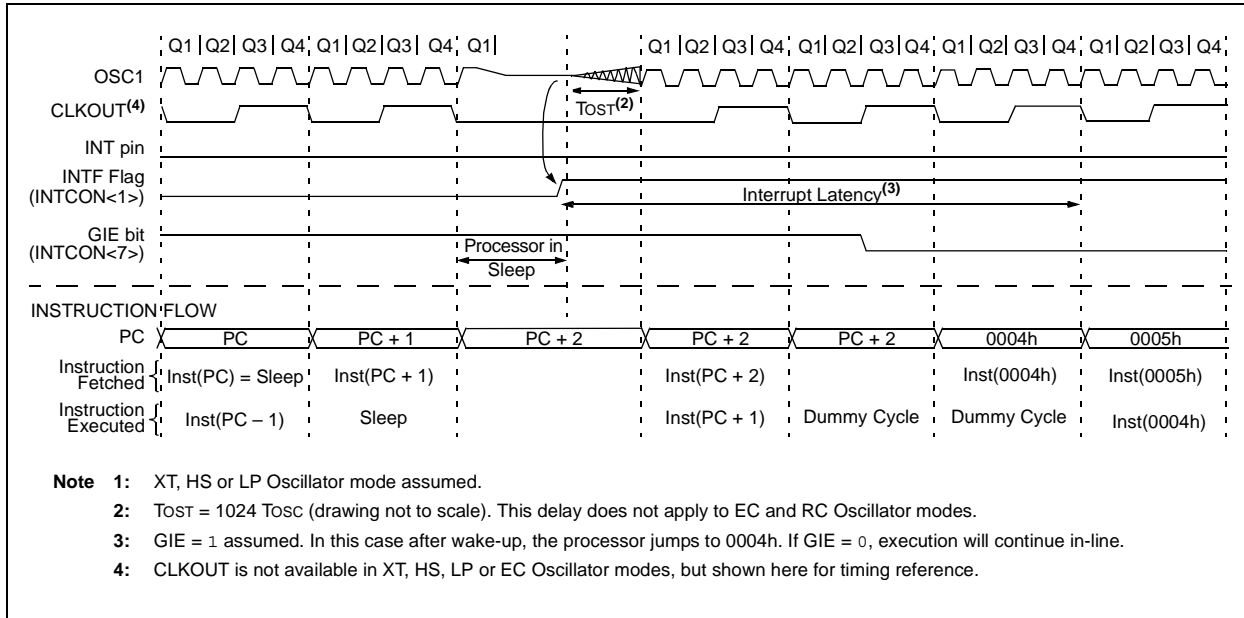 Q1 | Q2 | Q3 | Q4 Q1 | Q2 | Q3 | Q4 Q1 | Q1 | Q2 | Q3 | Q4 Q1 | Q2 | Q3 | Q4 Q1 | Q2 | Q3 | Q4 Q1 | Q2 | Q3 | Q4
OSC1
TOST(2)
CLKOUT(4)
INT pin
INTF Flag
(INTCON<1>)
Interrupt Latency(3)
GIE bit
(INTCON<7>)
Processor in
Sleep
INSTRUCTION FLOW
PC PC PC + 1 PC + 2 PC + 2 PC + 2 0004h 0005h
Instruction
Fetched
Inst(PC) = Sleep Inst(PC + 1) Inst(PC + 2) Inst(0004h) Inst(0005h)
Instruction
Executed
Inst(PC – 1) Sleep Inst(PC + 1) Dummy Cycle Dummy Cycle Inst(0004h)
Note 1: XT, HS or LP Oscillator mode assumed.
2: TOST = 1024 TOSC (drawing not to scale). This delay does not apply to EC and RC Oscillator modes.
3: GIE = 1 assumed. In this case after wake-up, the processor jumps to 0004h. If GIE = 0, execution will continue in-line.
4: CLKOUT is not available in XT, HS, LP or EC Oscillator modes, but shown here for timing reference.